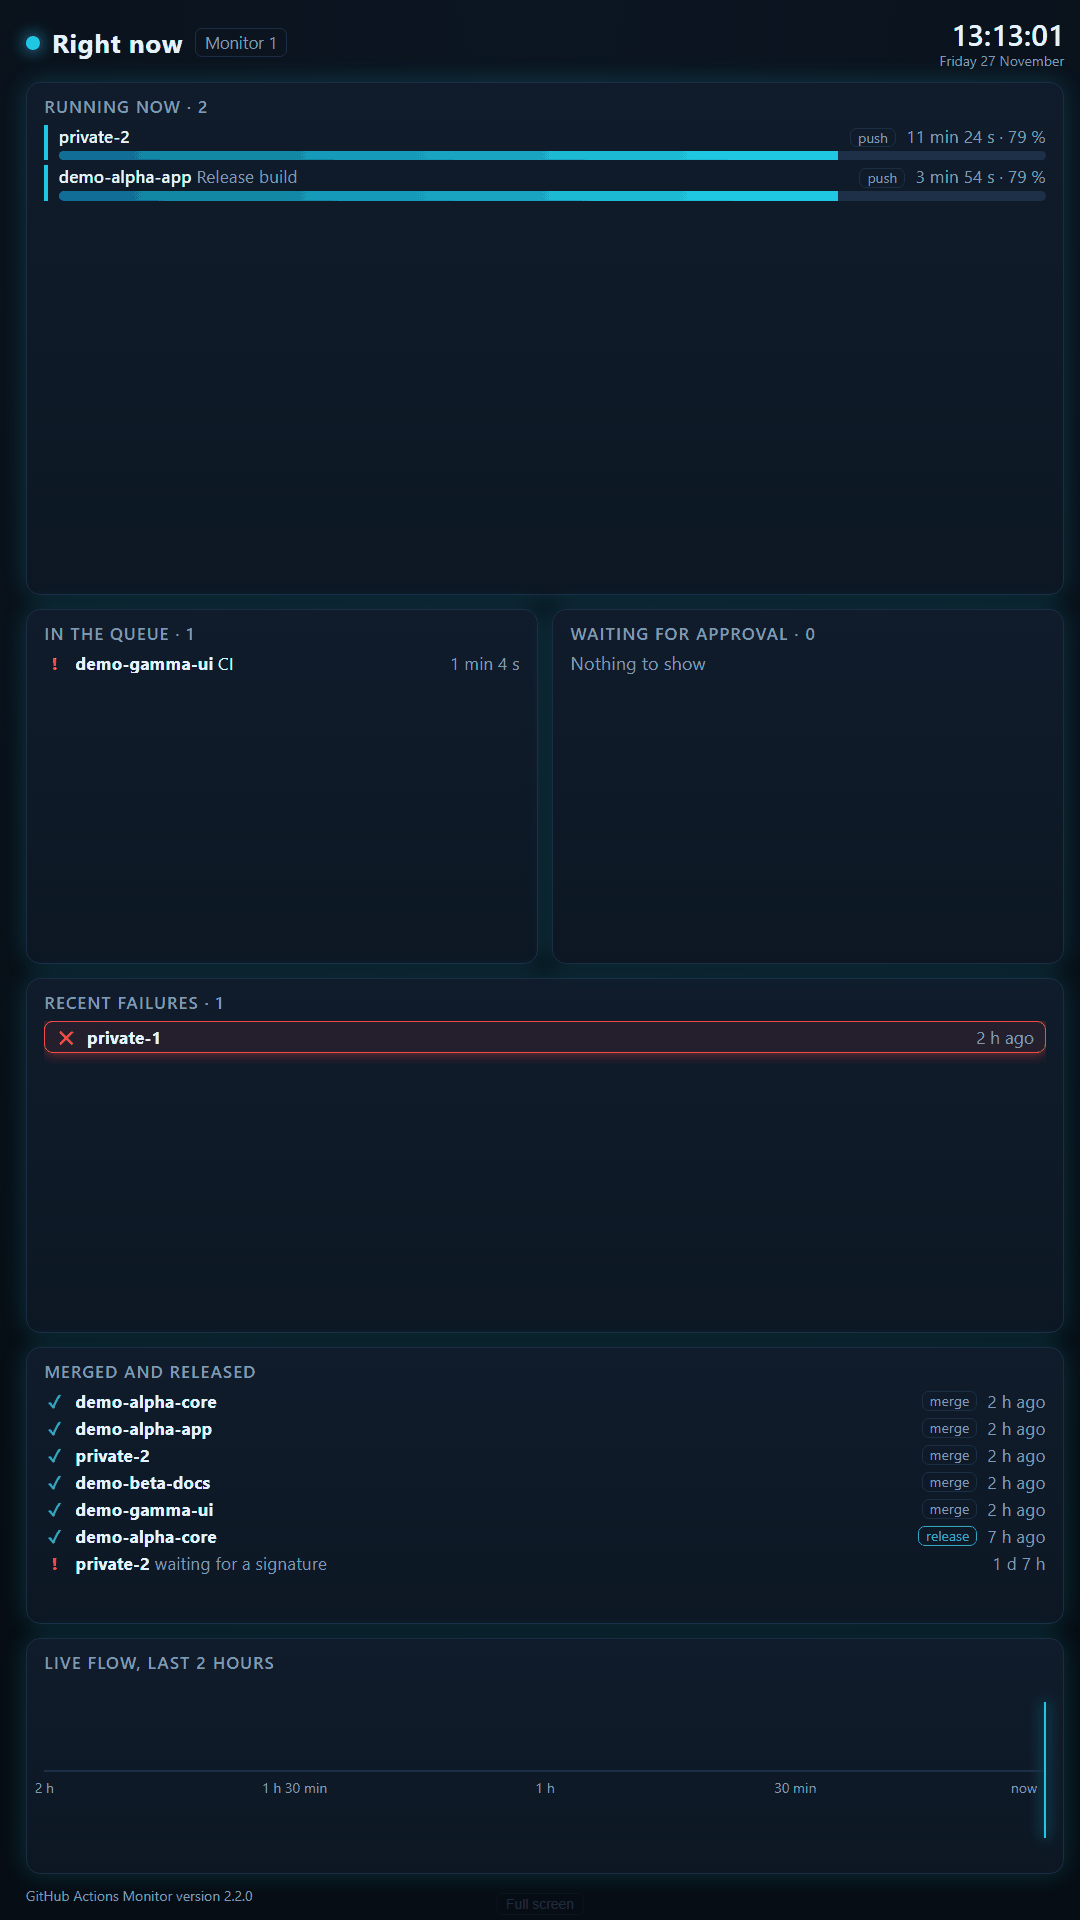 Right now Monitor 1 13:13:01
Friday 27 November
RUNNING NOW · 2
private-2 push 11 min 24 s · 79 %
demo-alpha-app Release build push 3 min 54 s · 79 %
IN THE QUEUE · 1
! demo-gamma-ui CI 1 min 4 s
WAITING FOR APPROVAL · 0
Nothing to show
RECENT FAILURES · 1
private-1 2 h ago
MERGED AND RELEASED
demo-alpha-core merge 2 h ago
demo-alpha-app merge 2 h ago
private-2 merge 2 h ago
demo-beta-docs merge 2 h ago
demo-gamma-ui merge 2 h ago
demo-alpha-core release 7 h ago
! private-2 waiting for a signature 1 d 7 h
LIVE FLOW, LAST 2 HOURS
2 h 1 h 30 min 1 h 30 min now
GitHub Actions Monitor version 2.2.0
Full screen